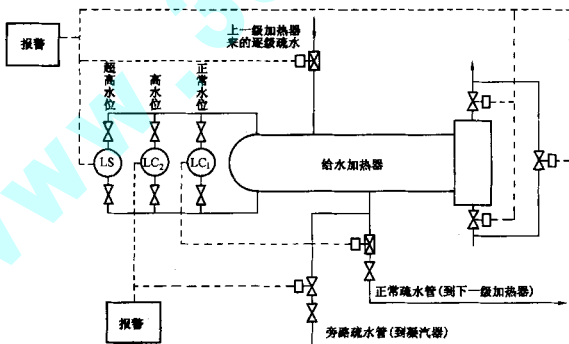 报警
上一级加热器
来的逐级疏水
超高水位
高水位
正常水位
LS
LC₂
LC₁
给水加热器
正常疏水管(到下一级加热器)
报警
旁路疏水管(到凝汽器)